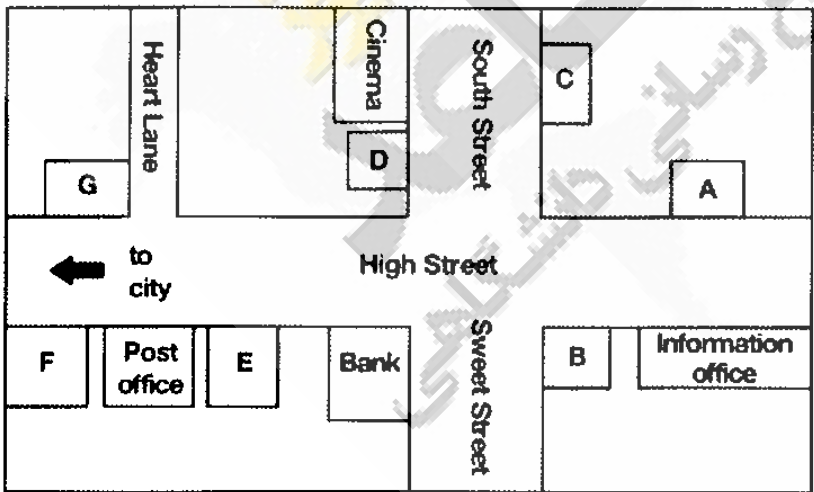 Heart Lane
Cinema
South Street
C
D
G
A
to
city
High Street
F
Post
office
E
Bank
Sweet Street
B
Information
office